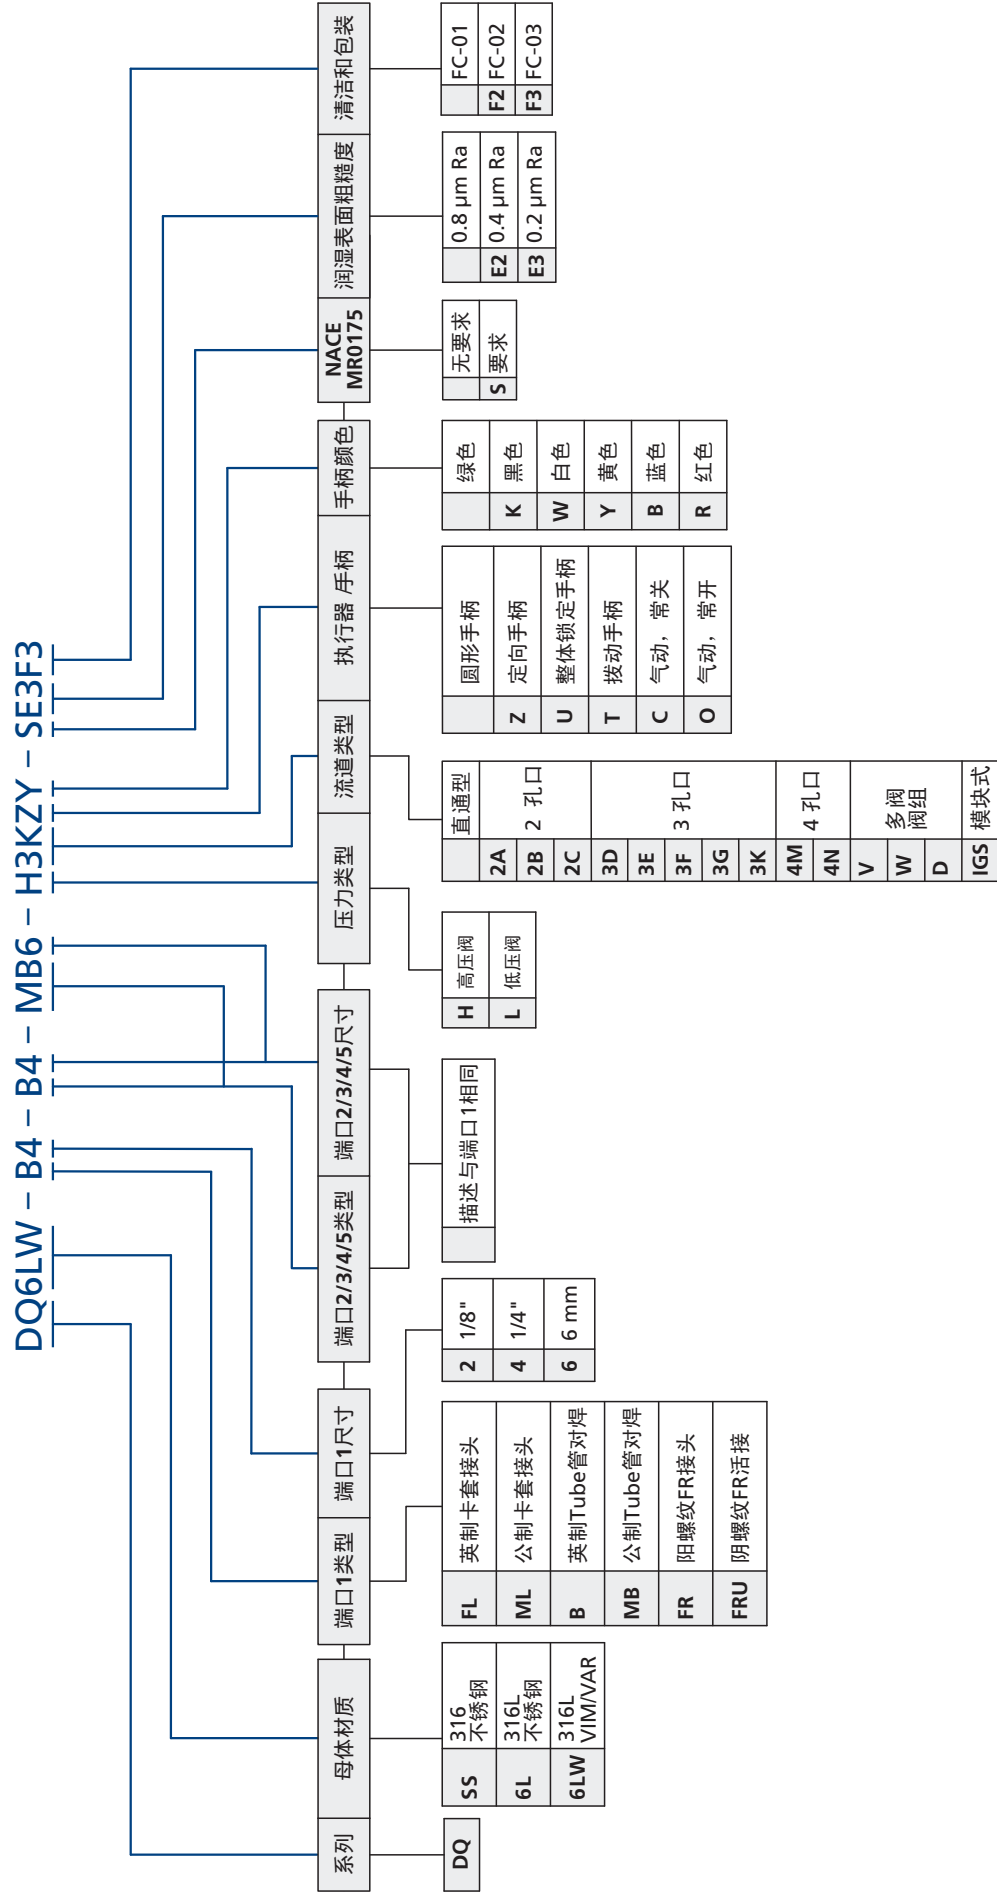 DQ6LW – B4 – B4 – MB6 – H3KZY – SE3F3
系列
母体材质
端口1类型
端口1尺寸
端口2/3/4/5类型
端口2/3/4/5尺寸
压力类型
流道类型
执行器 /手柄
手柄颜色
NACE
MR0175
润湿表面粗糙度
清洁和包装
DQ
SS 316
不锈钢
6L 316L
不锈钢
6LW 316L
VIM/VAR
FL 英制卡套接头
ML 公制卡套接头
B 英制Tube管对焊
MB 公制Tube管对焊
FR 阳螺纹FR接头
FRU 阴螺纹FR活接
2 1/8"
4 1/4"
6 6 mm
描述与端口1相同
H 高压阀
L 低压阀
直通型
2A
2B 2 孔口
2C
3D
3E
3F 3 孔口
3G
3K
4M 4 孔口
4N
V
W 多阀
阀组
D
IGS 模块式
圆形手柄
Z 定向手柄
U 整体锁定手柄
T 拨动手柄
C 气动，常关
O 气动，常开
绿色
K 黑色
W 白色
Y 黄色
B 蓝色
R 红色
无要求
S 要求
0.8 μm Ra
E2 0.4 μm Ra
E3 0.2 μm Ra
FC-01
F2 FC-02
F3 FC-03